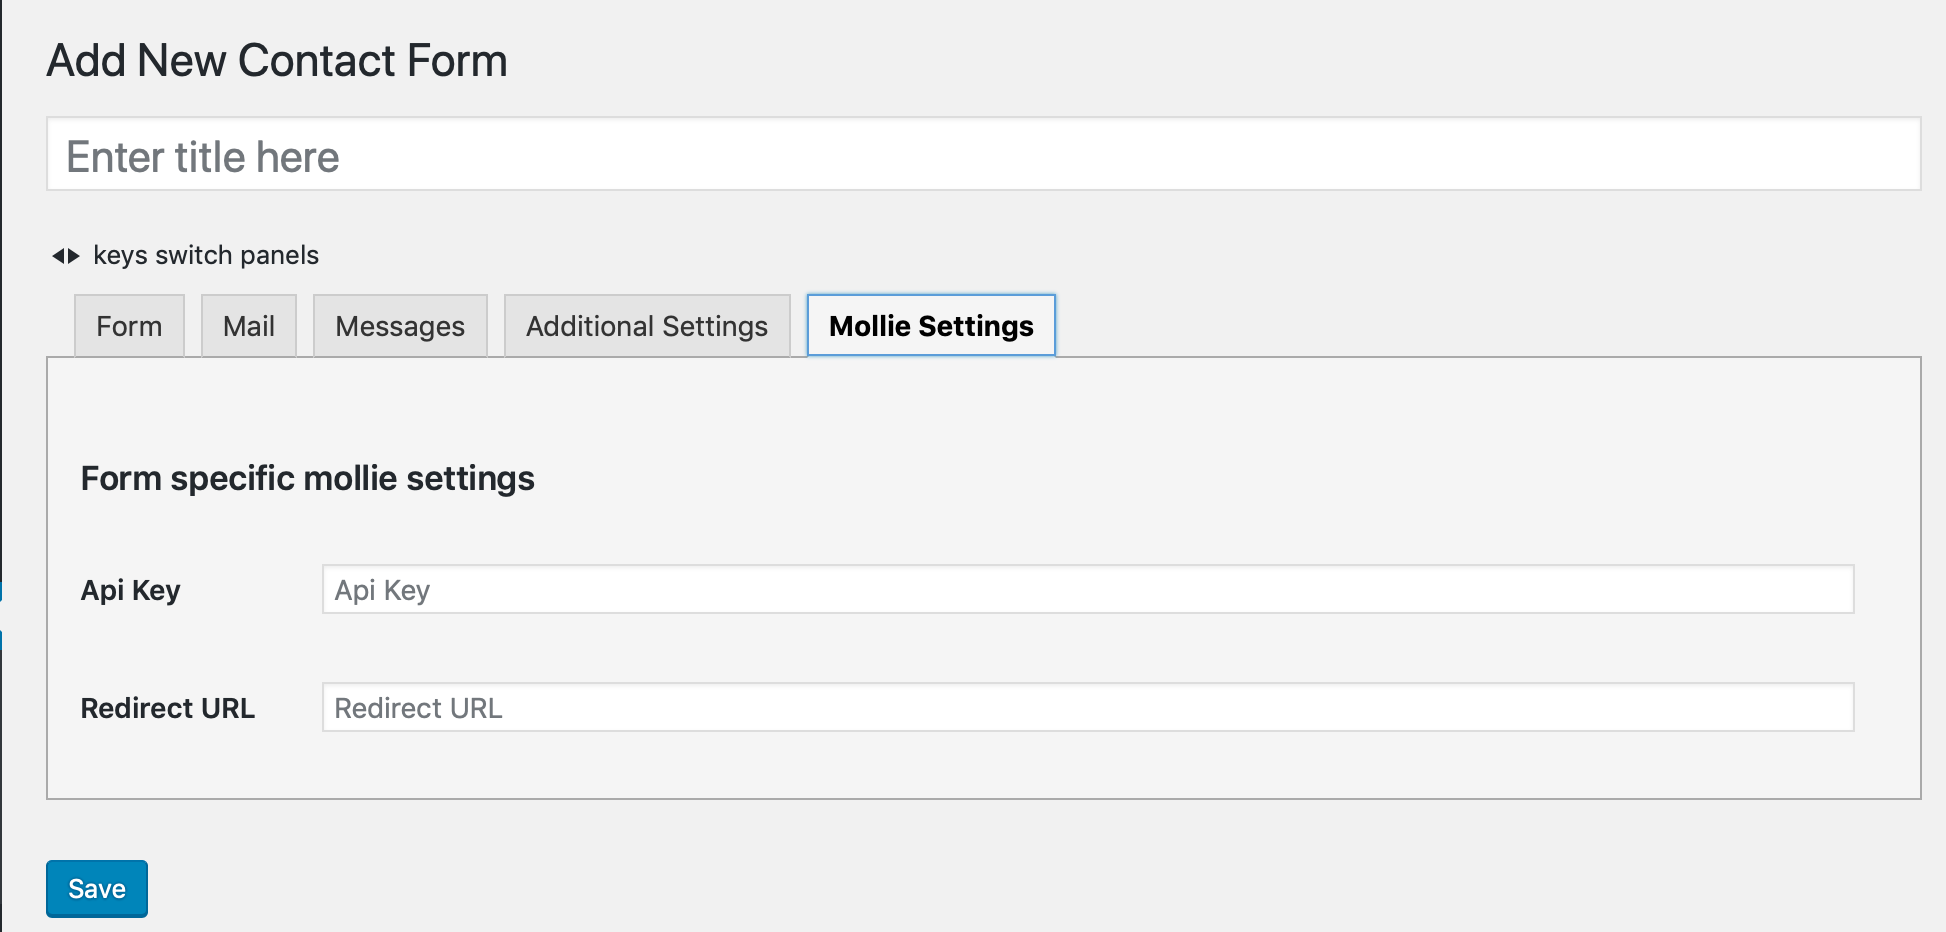 Add New Contact Form
Enter title here
◀▶ keys switch panels
Form Mail Messages Additional Settings Mollie Settings
Form specific mollie settings
Api Key Api Key
Redirect URL Redirect URL
Save